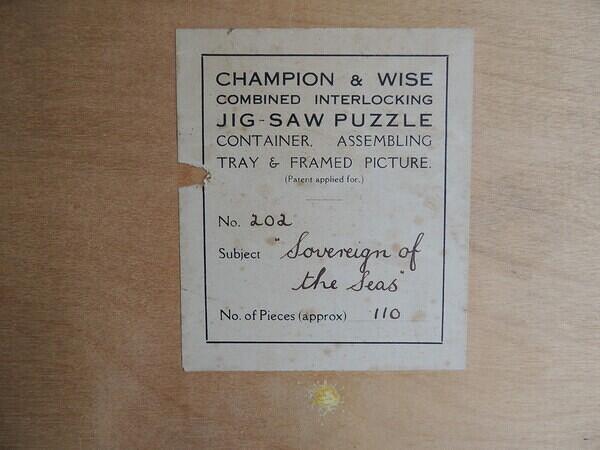 CHAMPION & WISE
COMBINED INTERLOCKING
JIG-SAW PUZZLE
CONTAINER, ASSEMBLING
TRAY & FRAMED PICTURE.
(Patent applied for.)
No. 202
Subject "Sovereign of
the Seas"
No. of Pieces (approx) 110